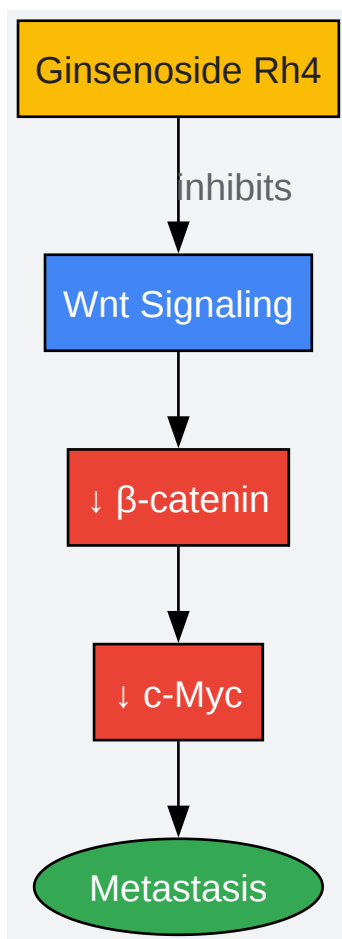 Ginsenoside Rh4
inhibits
Wnt Signaling
↓ β-catenin
↓ c-Myc
Metastasis